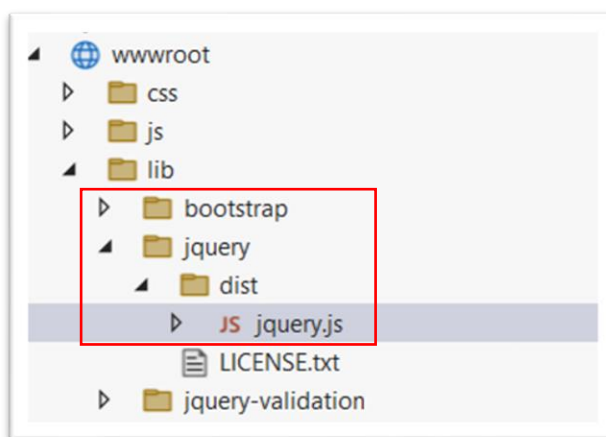 wwwroot
css
js
lib
bootstrap
jquery
dist
JS jquery.js
LICENSE.txt
jquery-validation